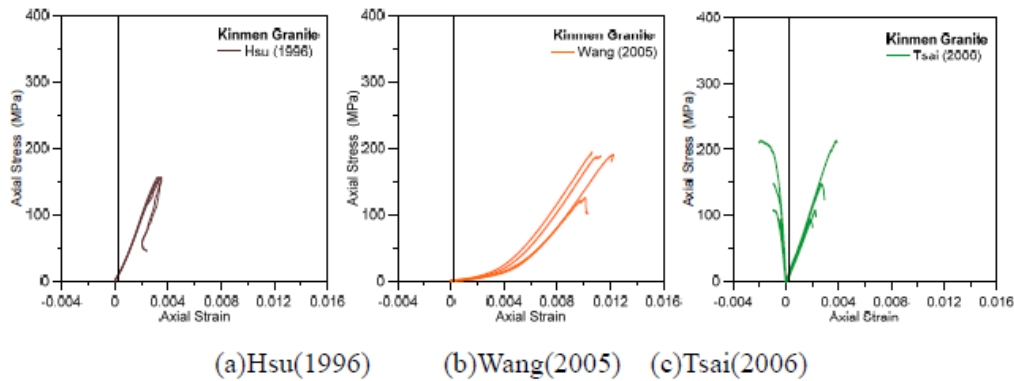 400
Kinmen Granite
Hsu (1996)
300
200
100
0
Axial Stress (MPa)
-0.004 0 0.004 0.008 0.012 0.016
Axial Strain
400
Kinmen Granite
Wang (2005)
300
200
100
0
Axial Stress (MPa)
-0.004 0 0.004 0.008 0.012 0.016
Axial Strain
400
Kinmen Granite
Tsai (2006)
300
200
100
0
Axial Stress (MPa)
-0.004 0 0.004 0.008 0.012 0.016
Axial Strain
(a)Hsu(1996) (b)Wang(2005) (c)Tsai(2006)